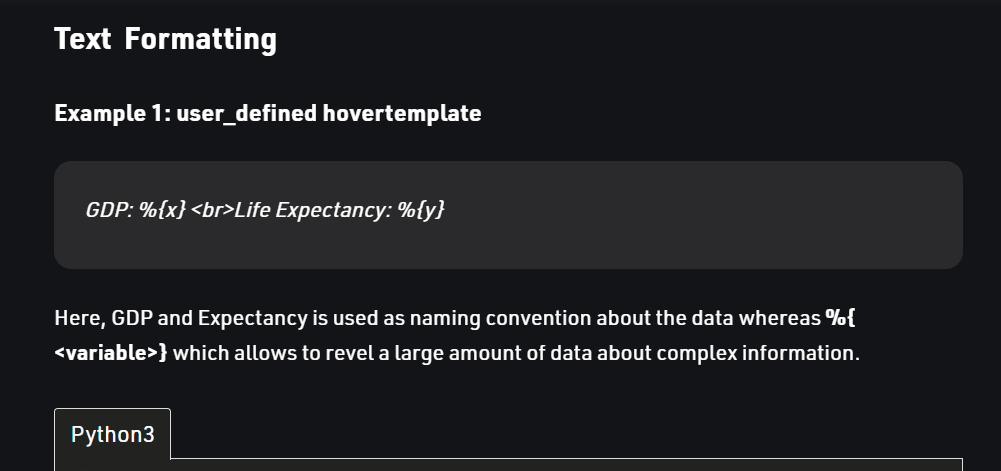 Text Formatting
Example 1: user_defined hovertemplate
GDP: %{x} <br>Life Expectancy: %{y}
Here, GDP and Expectancy is used as naming convention about the data whereas %{
<variable>} which allows to revel a large amount of data about complex information.
Python3